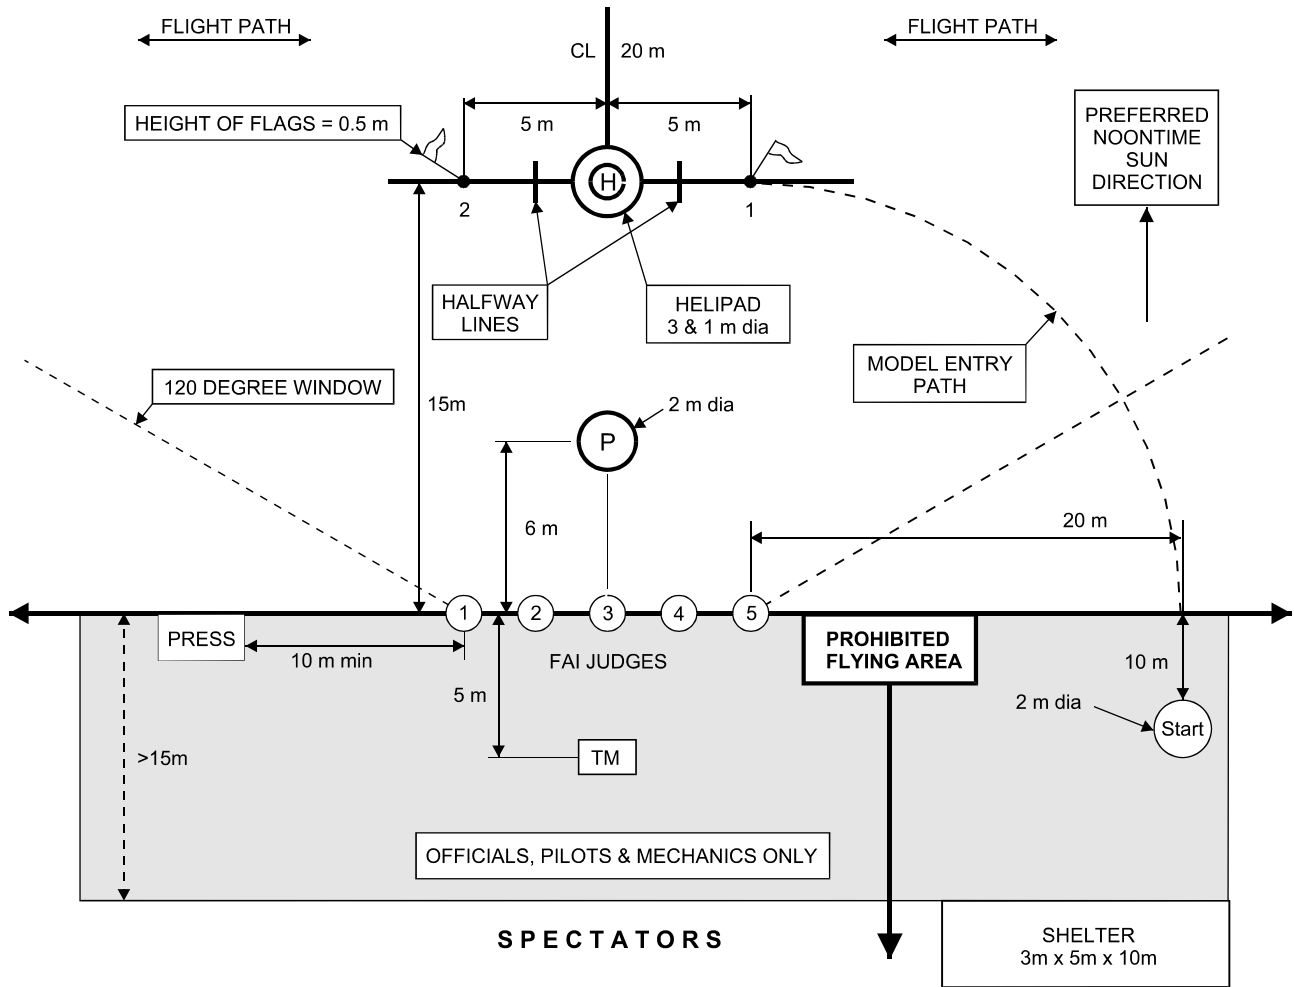 FLIGHT PATH
FLIGHT PATH
CL
20 m
HEIGHT OF FLAGS = 0.5 m
5 m
5 m
PREFERRED
NOONTIME
SUN
DIRECTION
H
2
1
HALFWAY
LINES
HELIPAD
3 & 1 m dia
MODEL ENTRY
PATH
120 DEGREE WINDOW
15m
2 m dia
P
6 m
20 m
1
2
3
4
5
PRESS
10 m min
FAI JUDGES
PROHIBITED
FLYING AREA
10 m
5 m
2 m dia
Start
>15m
TM
OFFICIALS, PILOTS & MECHANICS ONLY
SPECTATORS
SHELTER
3m x 5m x 10m